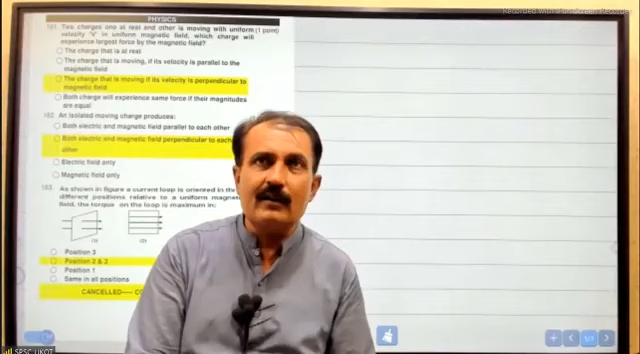 Recorded with iTop Screen Recorder
PHYSICS
161. Two charges one at rest and other is moving with uniform (1 point)
velocity 'v' in uniform magnetic field, which charge will
experience largest force by the magnetic field?
The charge that is at rest
The charge that is moving, if its velocity is parallel to the
magnetic field
The charge that is moving if its velocity is perpendicular to
magnetic field
Both charge will experience same force if their magnitudes
are equal
162. An isolated moving charge produces:
Both electric and magnetic field parallel to each other
Both electric and magnetic field perpendicular to each
other
Electric field only
Magnetic field only
163. As shown in figure a current loop is oriented in
different positions relative to a uniform
field, the torque on the loop is maximum in:
(1) (2)
Position 3
Position 2 & 3
Position 1
Same in all positions
CANCELLED